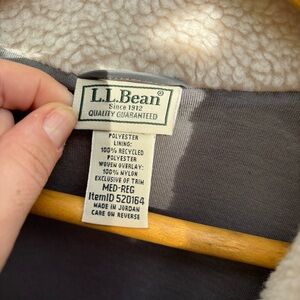 L.L.Bean®
Since 1912
QUALITY GUARANTEED
POLYESTER
LINING:
100% RECYCLED
POLYESTER
WOVEN OVERLAY:
100% NYLON
EXCLUSIVE OF TRIM
MED-REG
ItemID 520164
MADE IN JORDAN
CARE ON REVERSE